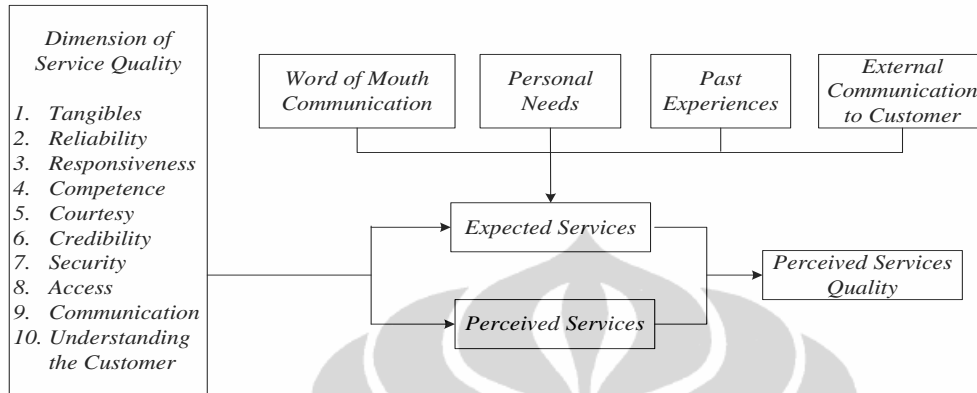 Dimension of
Service Quality
1. Tangibles
2. Reliability
3. Responsiveness
4. Competence
5. Courtesy
6. Credibility
7. Security
8. Access
9. Communication
10. Understanding
the Customer
Word of Mouth
Communication
Personal
Needs
Past
Experiences
External
Communication
to Customer
Expected Services
Perceived Services
Perceived Services
Quality